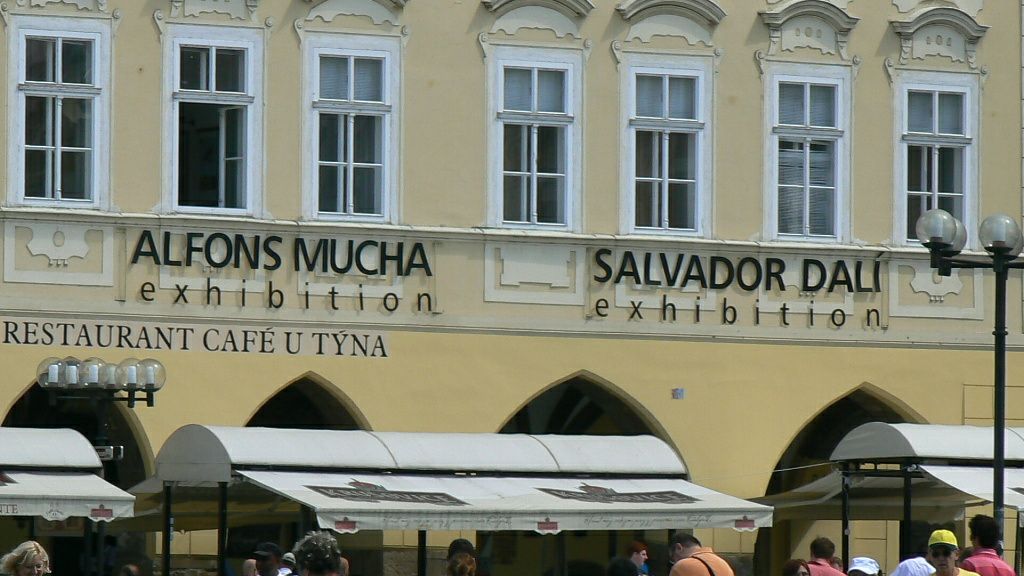 ALFONS MUCHA
exhibition
SALVADOR DALÍ
exhibition
RESTAURANT CAFÉ U TÝNA